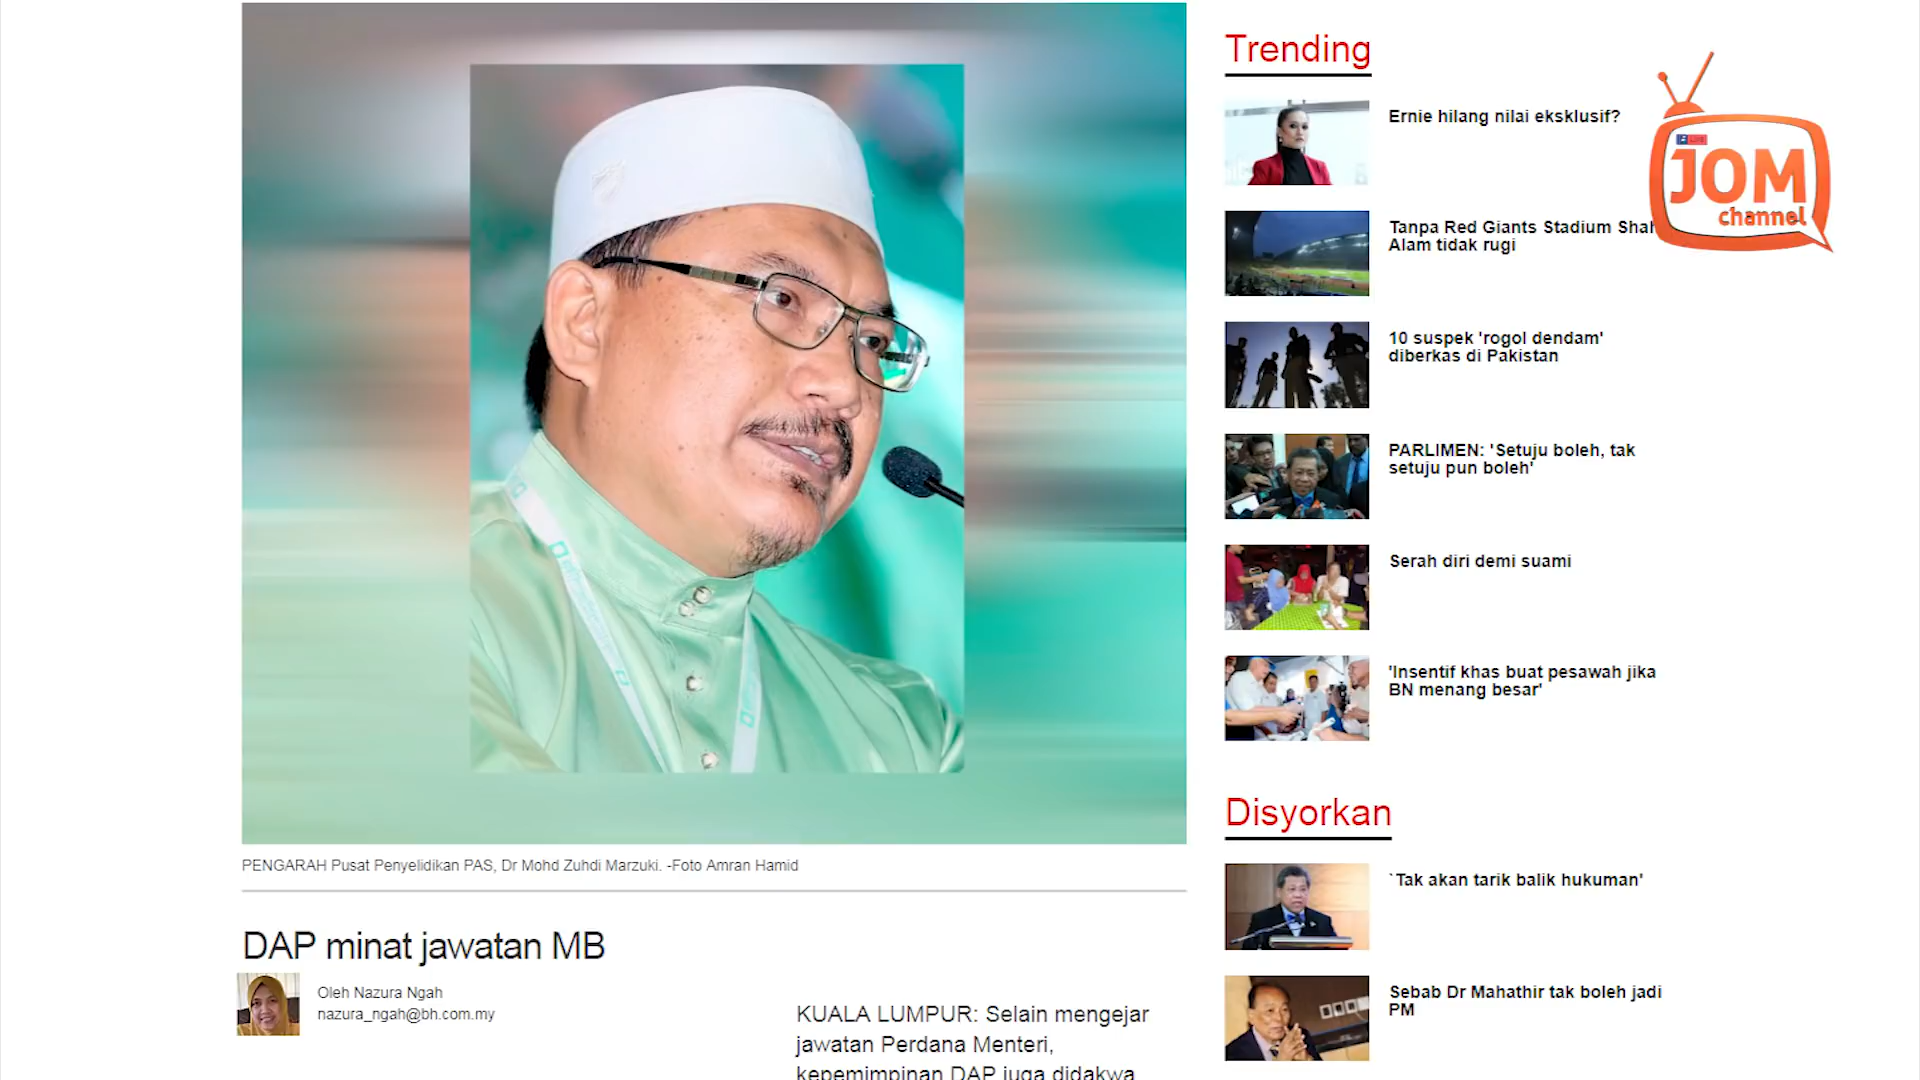 PENGARAH Pusat Penyelidikan PAS, Dr Mohd Zuhdi Marzuki. -Foto Amran Hamid
DAP minat jawatan MB
Oleh Nazura Ngah
nazura_ngah@bh.com.my
KUALA LUMPUR: Selain mengejar
jawatan Perdana Menteri,
kepemimpinan DAP juga didakwa
Trending
Ernie hilang nilai eksklusif?
Tanpa Red Giants Stadium Shah
Alam tidak rugi
10 suspek 'rogol dendam'
diberkas di Pakistan
PARLIMEN: 'Setuju boleh, tak
setuju pun boleh'
Serah diri demi suami
'Insentif khas buat pesawah jika
BN menang besar'
Disyorkan
`Tak akan tarik balik hukuman'
Sebab Dr Mahathir tak boleh jadi
PM
JOM
channel